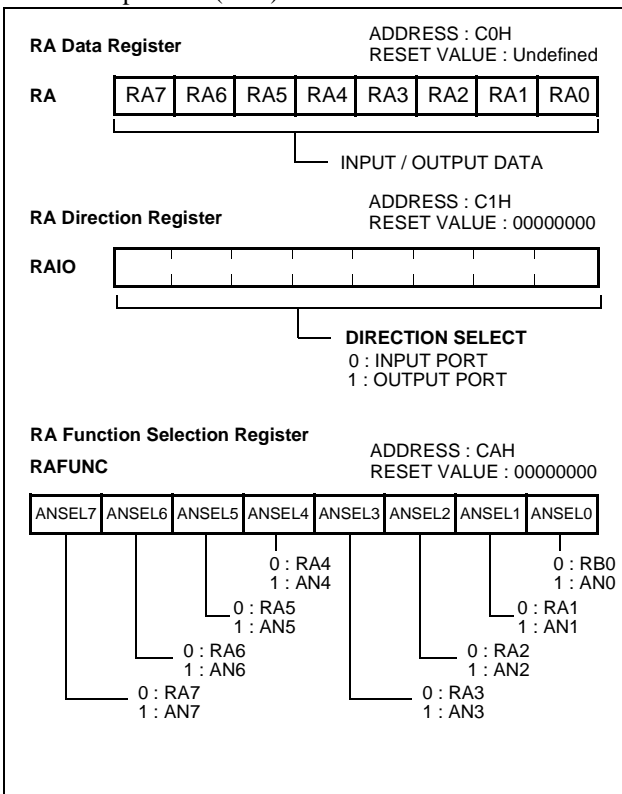 RA Data Register
ADDRESS : C0H
RESET VALUE : Undefined
RA
RA7 RA6 RA5 RA4 RA3 RA2 RA1 RA0
INPUT / OUTPUT DATA
RA Direction Register
ADDRESS : C1H
RESET VALUE : 00000000
RAIO
DIRECTION SELECT
0 : INPUT PORT
1 : OUTPUT PORT
RA Function Selection Register
RAFUNC
ADDRESS : CAH
RESET VALUE : 00000000
ANSEL7 ANSEL6 ANSEL5 ANSEL4 ANSEL3 ANSEL2 ANSEL1 ANSEL0
0 : RA4
1 : AN4
0 : RB0
1 : AN0
0 : RA5
1 : AN5
0 : RA1
1 : AN1
0 : RA6
1 : AN6
0 : RA2
1 : AN2
0 : RA7
1 : AN7
0 : RA3
1 : AN3